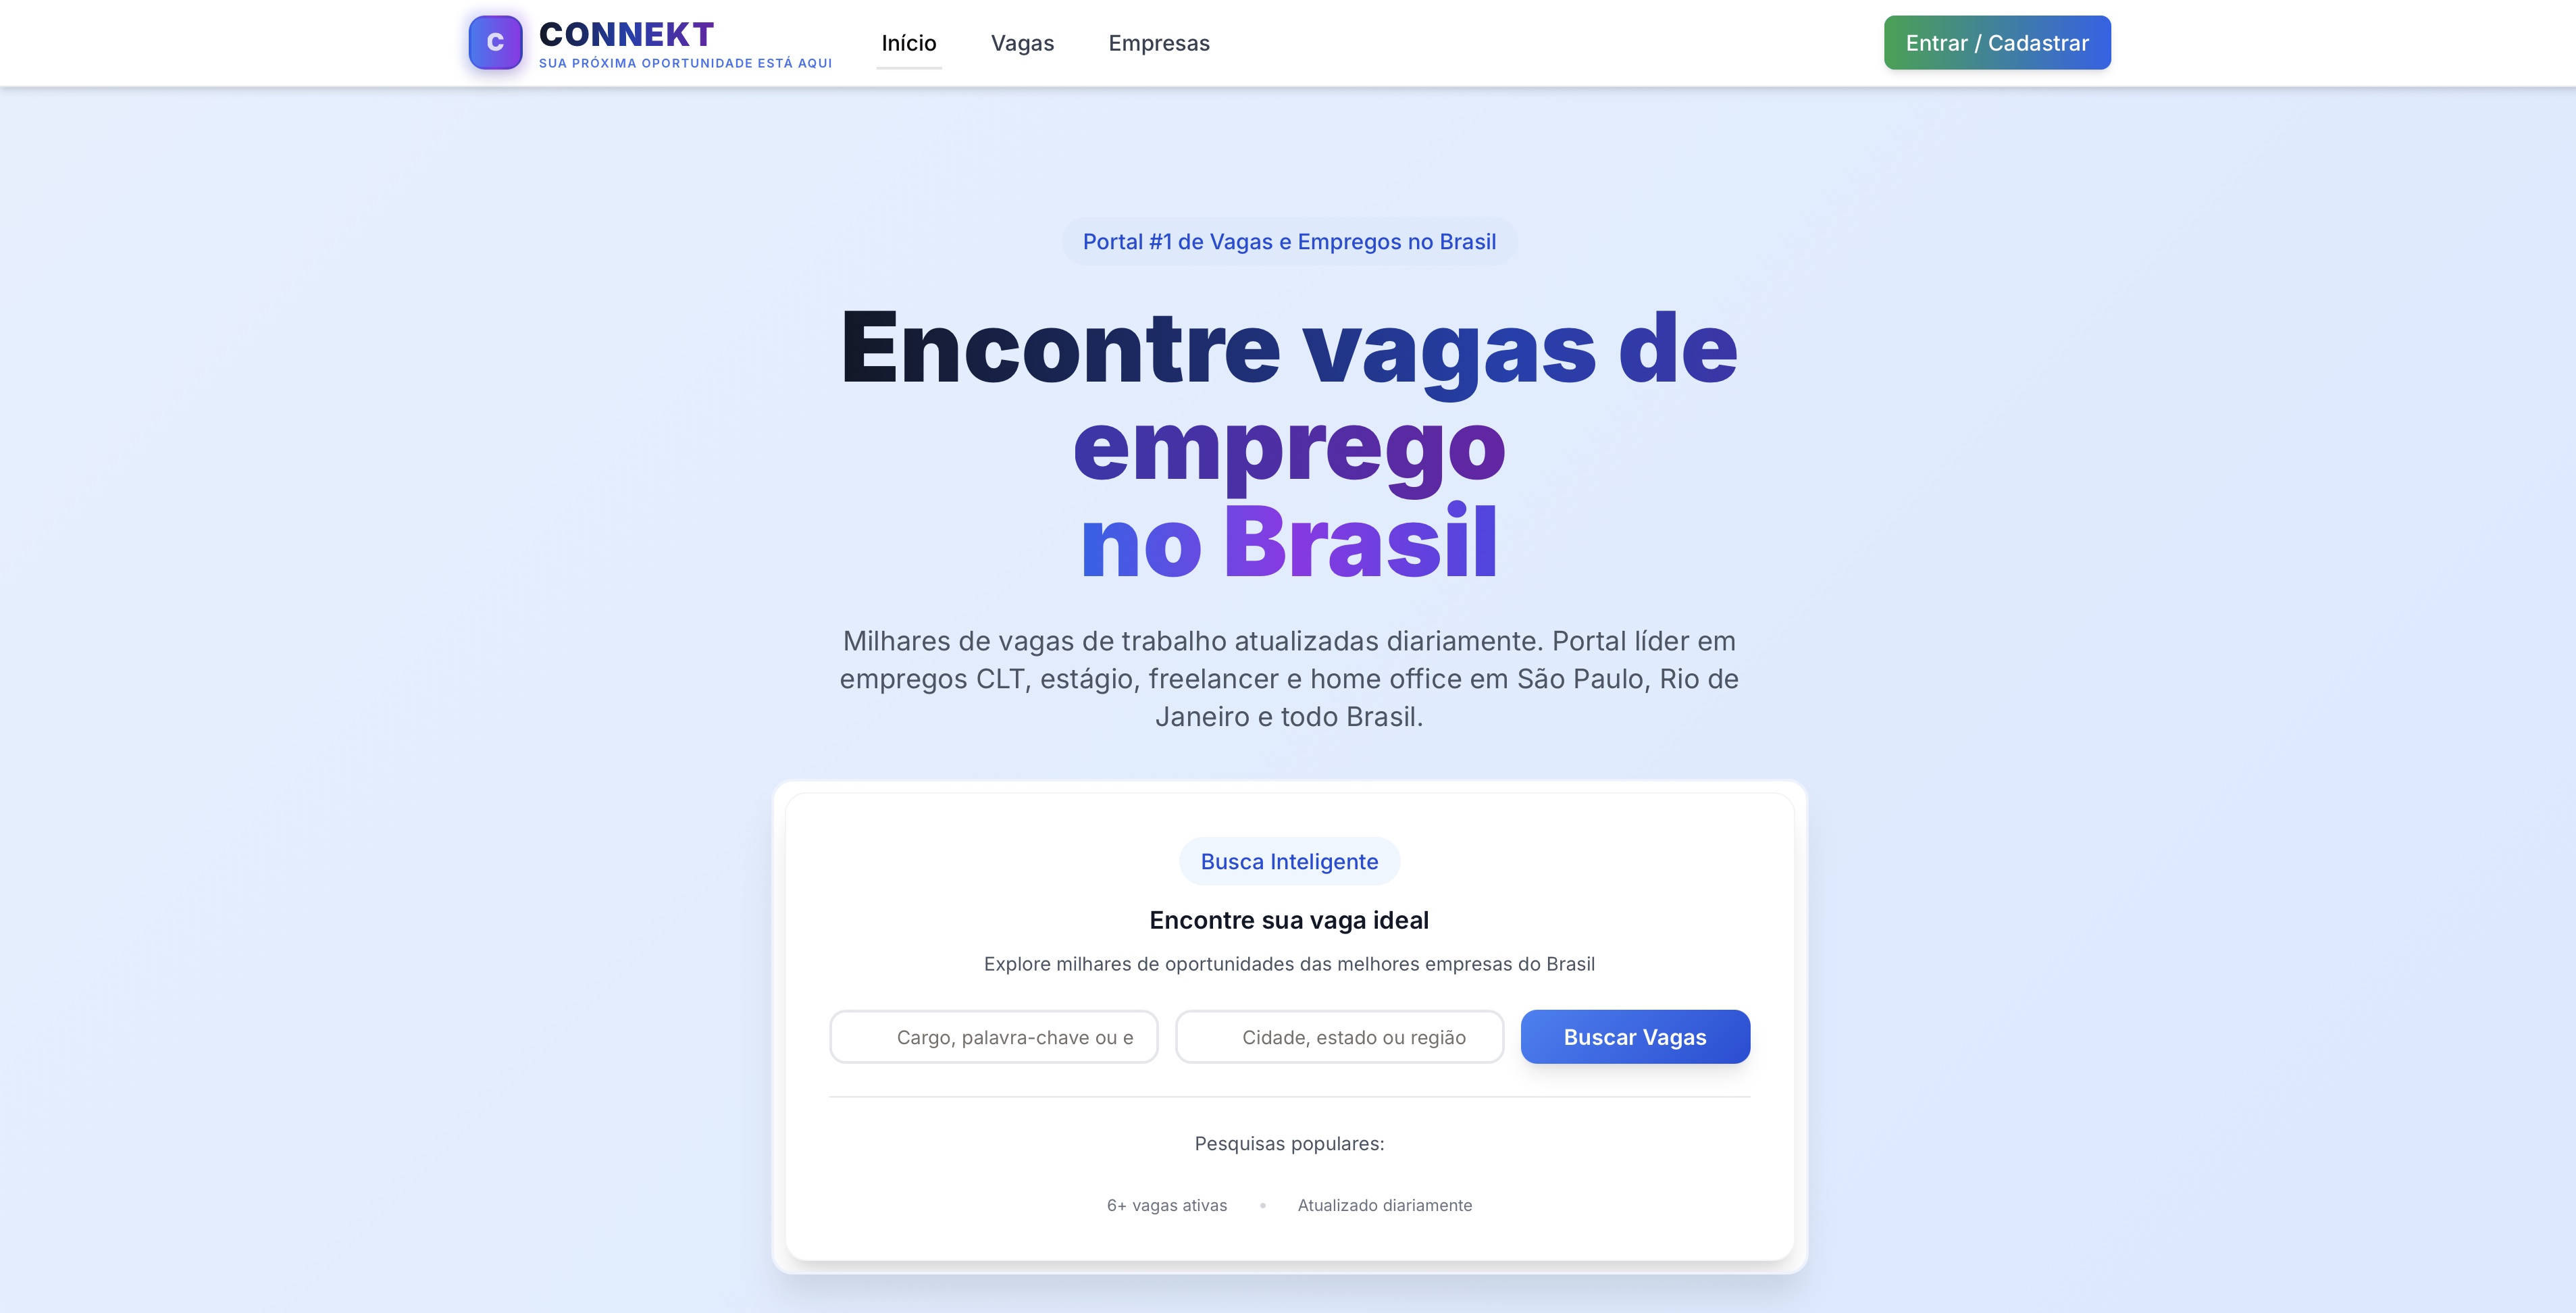 C
CONNEKT
SUA PRÓXIMA OPORTUNIDADE ESTÁ AQUI
Início
Vagas
Empresas
Entrar / Cadastrar
Portal #1 de Vagas e Empregos no Brasil
Encontre vagas de
emprego
no Brasil
Milhares de vagas de trabalho atualizadas diariamente. Portal líder em
empregos CLT, estágio, freelancer e home office em São Paulo, Rio de
Janeiro e todo Brasil.
Busca Inteligente
Encontre sua vaga ideal
Explore milhares de oportunidades das melhores empresas do Brasil
Cargo, palavra-chave ou e
Cidade, estado ou região
Buscar Vagas
Pesquisas populares:
6+ vagas ativas • Atualizado diariamente